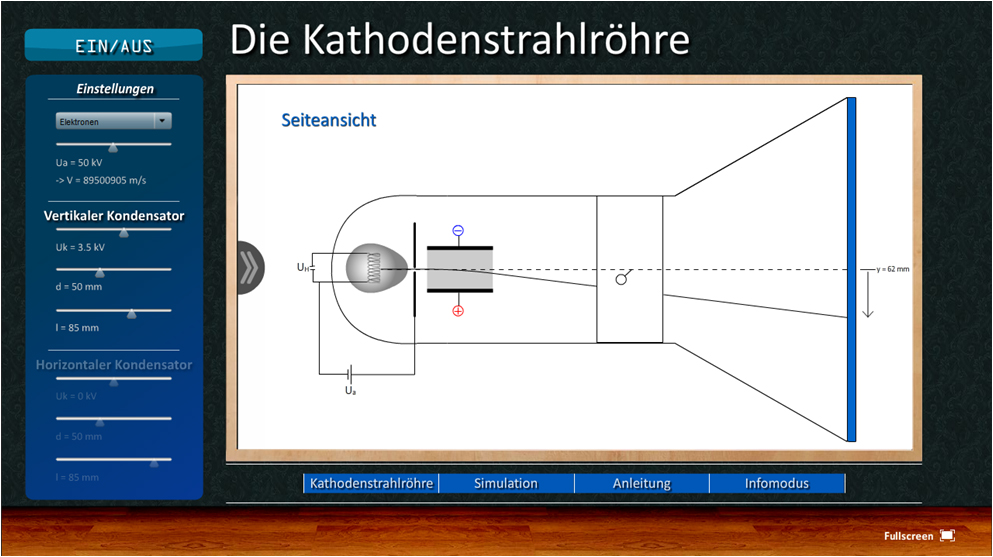 Die Kathodenstrahlröhre
EIN/AUS
Einstellungen
Elektronen
Ua = 50 kV
-> V = 89500905 m/s
Vertikaler Kondensator
Uk = 3.5 kV
d = 50 mm
l = 85 mm
Horizontaler Kondensator
Uk = 0 kV
d = 50 mm
l = 85 mm
Seiteansicht
UH
Ua
y = 62 mm
Kathodenstrahlröhre
Simulation
Anleitung
Infomodus
Fullscreen